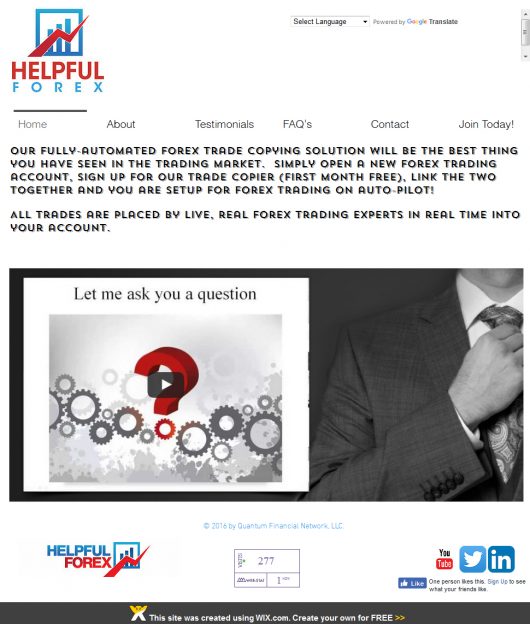 Select Language
Powered by Google Translate
HELPFUL
FOREX
Home
About
Testimonials
FAQ's
Contact
Join Today!
OUR FULLY-AUTOMATED FOREX TRADE COPYING SOLUTION WILL BE THE BEST THING
YOU HAVE SEEN IN THE TRADING MARKET. SIMPLY OPEN A NEW FOREX TRADING
ACCOUNT, SIGN UP FOR OUR TRADE COPIER (FIRST MONTH FREE), LINK THE TWO
TOGETHER AND YOU ARE SETUP FOR FOREX TRADING ON AUTO-PILOT!
ALL TRADES ARE PLACED BY LIVE, REAL FOREX TRADING EXPERTS IN REAL TIME INTO
YOUR ACCOUNT.
Let me ask you a question
© 2016 by Quantum Financial Network, LLC.
HELPFUL
FOREX
VISITS
277
1 NOW
You
Tube
in
Like
One person likes this. Sign Up to see
what your friends like.
This site was created using WIX.com. Create your own for FREE >>